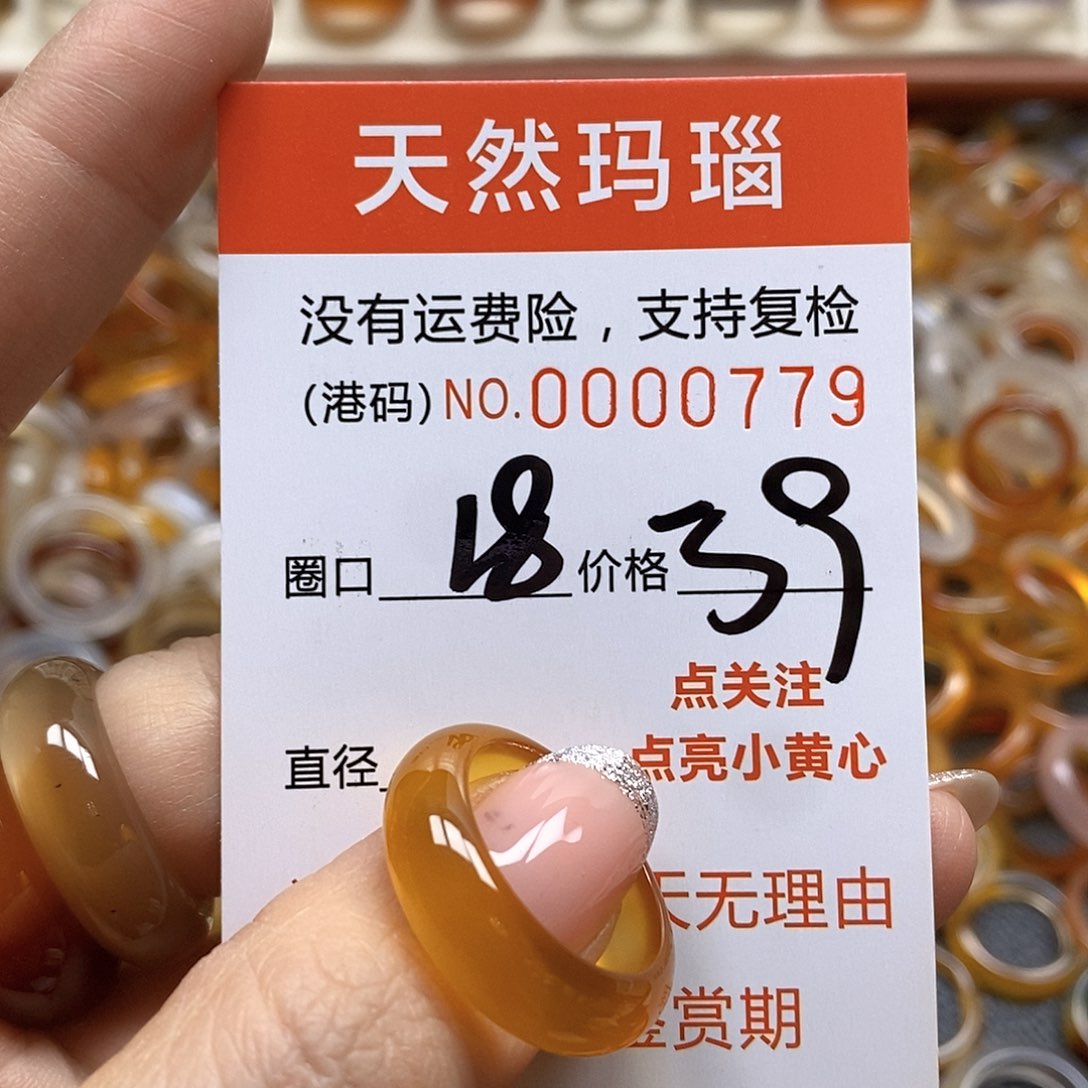 天然玛瑙
没有运费险，支持复检
(港码) NO.0000779
圈口 18 价格 39
点关注
直径
点亮小黄心
天无理由
鉴赏期